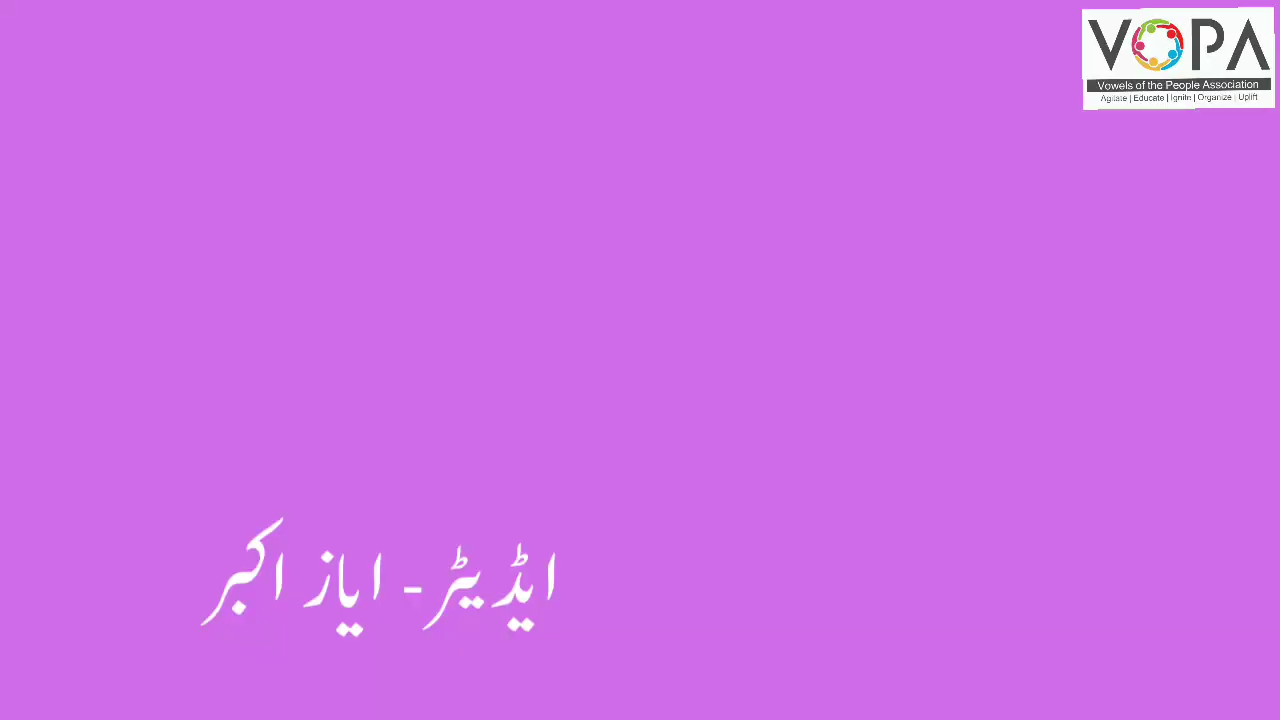 VOPA
Vowels of the People Association
Agitate | Educate | Ignite | Organize | Uplift
ایڈیٹر - ایاز اکبر